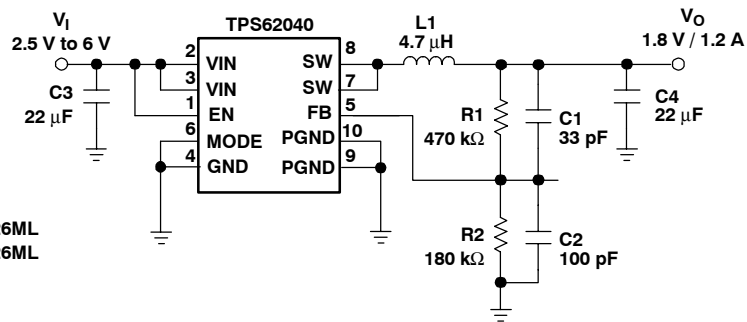 TPS62040
VI
2.5 V to 6 V
C3
22 μF
2 VIN
3 VIN
1 EN
6 MODE
4 GND
SW 8
SW 7
FB 5
PGND 10
PGND 9
L1
4.7 μH
R1
470 kΩ
C1
33 pF
R2
180 kΩ
C2
100 pF
C4
22 μF
VO
1.8 V / 1.2 A
6ML
6ML